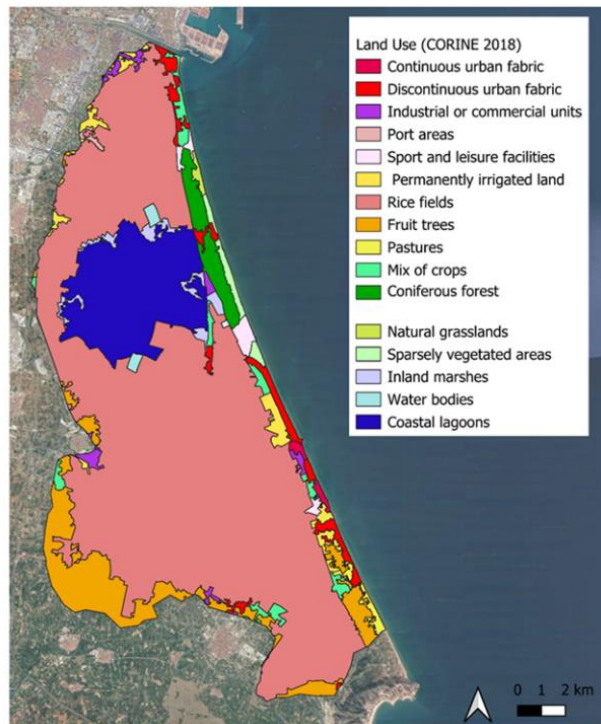 Land Use (CORINE 2018)
Continuous urban fabric
Discontinuous urban fabric
Industrial or commercial units
Port areas
Sport and leisure facilities
Permanently irrigated land
Rice fields
Fruit trees
Pastures
Mix of crops
Coniferous forest
Natural grasslands
Sparsely vegetated areas
Inland marshes
Water bodies
Coastal lagoons
0 1 2 km